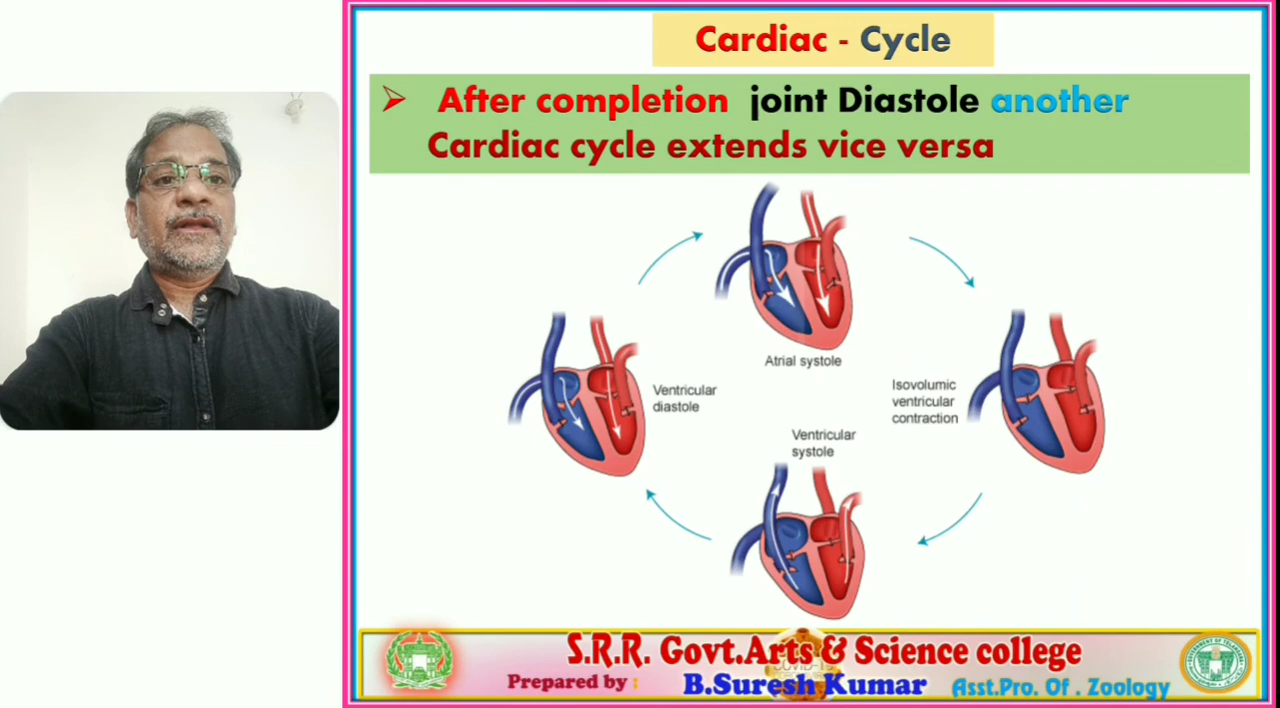 Cardiac - Cycle
After completion joint Diastole another
Cardiac cycle extends vice versa
Atrial systole
Ventricular
diastole
Isovolumic
ventricular
contraction
Ventricular
systole
S.R.R. Govt.Arts & Science college
Prepared by : B.Suresh Kumar Asst.Pro. Of . Zoology